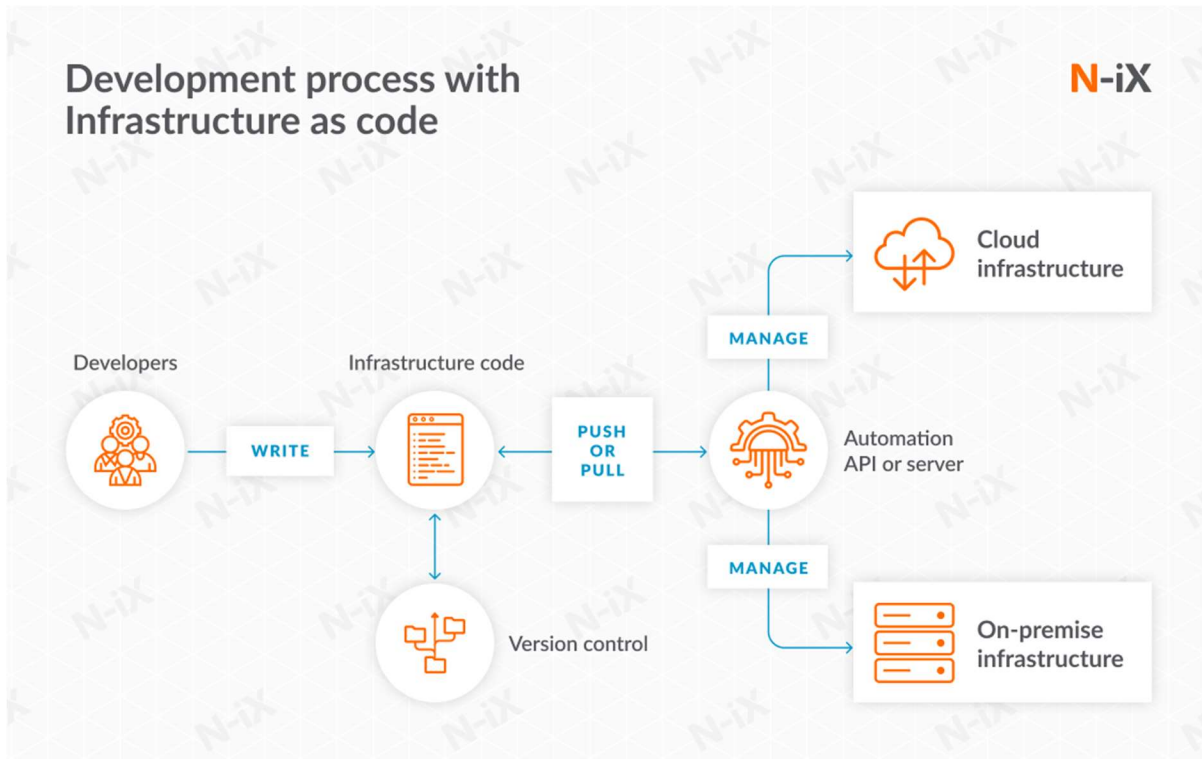 Development process with
Infrastructure as code
N-iX
Cloud
infrastructure
MANAGE
Developers
Infrastructure code
WRITE
PUSH
OR
PULL
Automation
API or server
MANAGE
Version control
On-premise
infrastructure